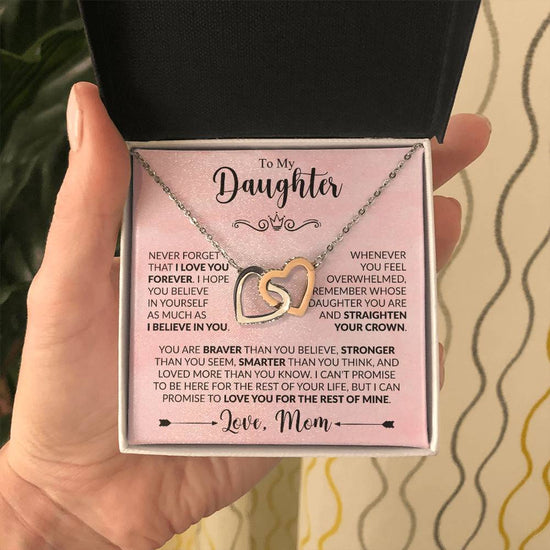 To My
Daughter
NEVER FORGET
THAT I LOVE YOU
FOREVER. I HOPE
YOU BELIEVE
IN YOURSELF
AS MUCH AS
I BELIEVE IN YOU.
WHENEVER
YOU FEEL
OVERWHELMED,
REMEMBER WHOSE
DAUGHTER YOU ARE
AND STRAIGHTEN
YOUR CROWN.
YOU ARE BRAVER THAN YOU BELIEVE, STRONGER
THAN YOU SEEM, SMARTER THAN YOU THINK, AND
LOVED MORE THAN YOU KNOW. I CAN'T PROMISE
TO BE HERE FOR THE REST OF YOUR LIFE, BUT I CAN
PROMISE TO LOVE YOU FOR THE REST OF MINE.
Love, Mom